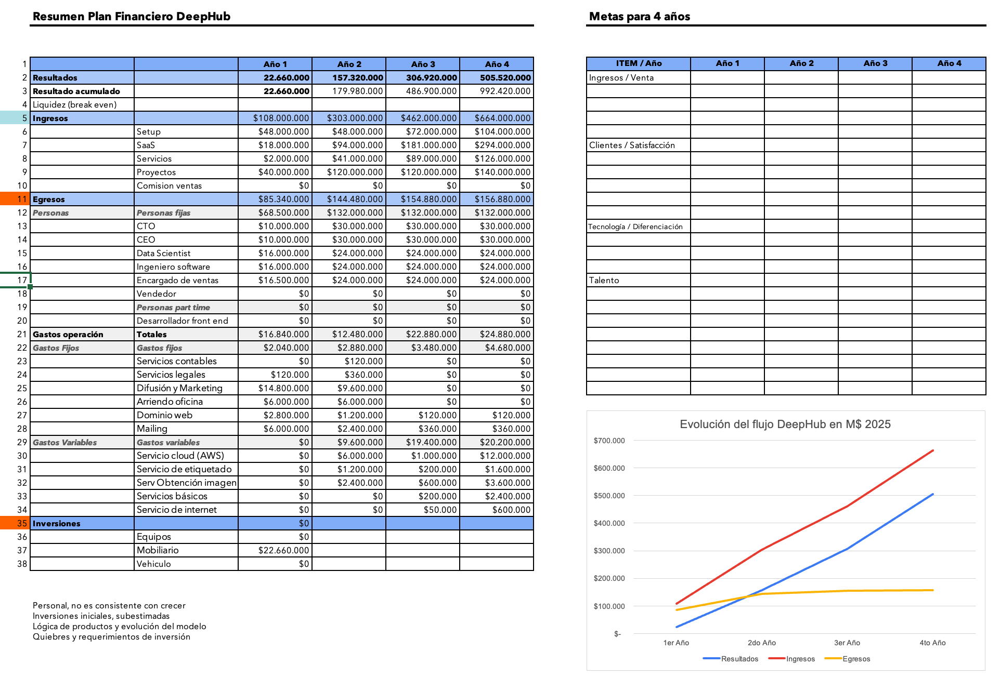 Resumen Plan Financiero DeepHub
1 Año 1 Año 2 Año 3 Año 4
2 Resultados 22.660.000 157.320.000 306.920.000 505.520.000
3 Resultado acumulado 22.660.000 179.980.000 486.900.000 992.420.000
4 Liquidez (break even)
5 Ingresos $108.000.000 $303.000.000 $462.000.000 $664.000.000
6 Setup $48.000.000 $48.000.000 $72.000.000 $104.000.000
7 SaaS $18.000.000 $94.000.000 $181.000.000 $294.000.000
8 Servicios $2.000.000 $41.000.000 $89.000.000 $126.000.000
9 Proyectos $40.000.000 $120.000.000 $120.000.000 $140.000.000
10 Comision ventas $0 $0 $0 $0
11 Egresos $85.340.000 $144.480.000 $154.880.000 $156.880.000
12 Personas Personas fijas $68.500.000 $132.000.000 $132.000.000 $132.000.000
13 CTO $10.000.000 $30.000.000 $30.000.000 $30.000.000
14 CEO $10.000.000 $30.000.000 $30.000.000 $30.000.000
15 Data Scientist $16.000.000 $24.000.000 $24.000.000 $24.000.000
16 Ingeniero software $16.000.000 $24.000.000 $24.000.000 $24.000.000
17 Encargado de ventas $16.500.000 $24.000.000 $24.000.000 $24.000.000
18 Vendedor $0 $0 $0 $0
19 Personas part time $0 $0 $0 $0
20 Desarrollador front end $0 $0 $0 $0
21 Gastos operación Totales $16.840.000 $12.480.000 $22.880.000 $24.880.000
22 Gastos Fijos Gastos fijos $2.040.000 $2.880.000 $3.480.000 $4.680.000
23 Servicios contables $0 $120.000 $0 $0
24 Servicios legales $120.000 $360.000 $0 $0
25 Difusión y Marketing $14.800.000 $9.600.000 $0 $0
26 Arriendo oficina $6.000.000 $6.000.000 $0 $0
27 Dominio web $2.800.000 $1.200.000 $120.000 $120.000
28 Mailing $6.000.000 $2.400.000 $360.000 $360.000
29 Gastos Variables Gastos variables $0 $9.600.000 $19.400.000 $20.200.000
30 Servicio cloud (AWS) $0 $6.000.000 $1.000.000 $12.000.000
31 Servicio de etiquetado $0 $1.200.000 $200.000 $1.600.000
32 Serv Obtención imagen $0 $2.400.000 $600.000 $3.600.000
33 Servicios básicos $0 $0 $200.000 $2.400.000
34 Servicio de internet $0 $0 $50.000 $600.000
35 Inversiones $0
36 Equipos $0
37 Mobiliario $22.660.000
38 Vehiculo $0
Personal, no es consistente con crecer
Inversiones iniciales, subestimadas
Lógica de productos y evolución del modelo
Quiebres y requerimientos de inversión
Metas para 4 años
ITEM / Año Año 1 Año 2 Año 3 Año 4
Ingresos / Venta
Clientes / Satisfacción
Tecnología / Diferenciación
Talento
Evolución del flujo DeepHub en M$ 2025
$700.000
$600.000
$500.000
$400.000
$300.000
$200.000
$100.000
$-
1er Año 2do Año 3er Año 4to Año
Resultados Ingresos Egresos